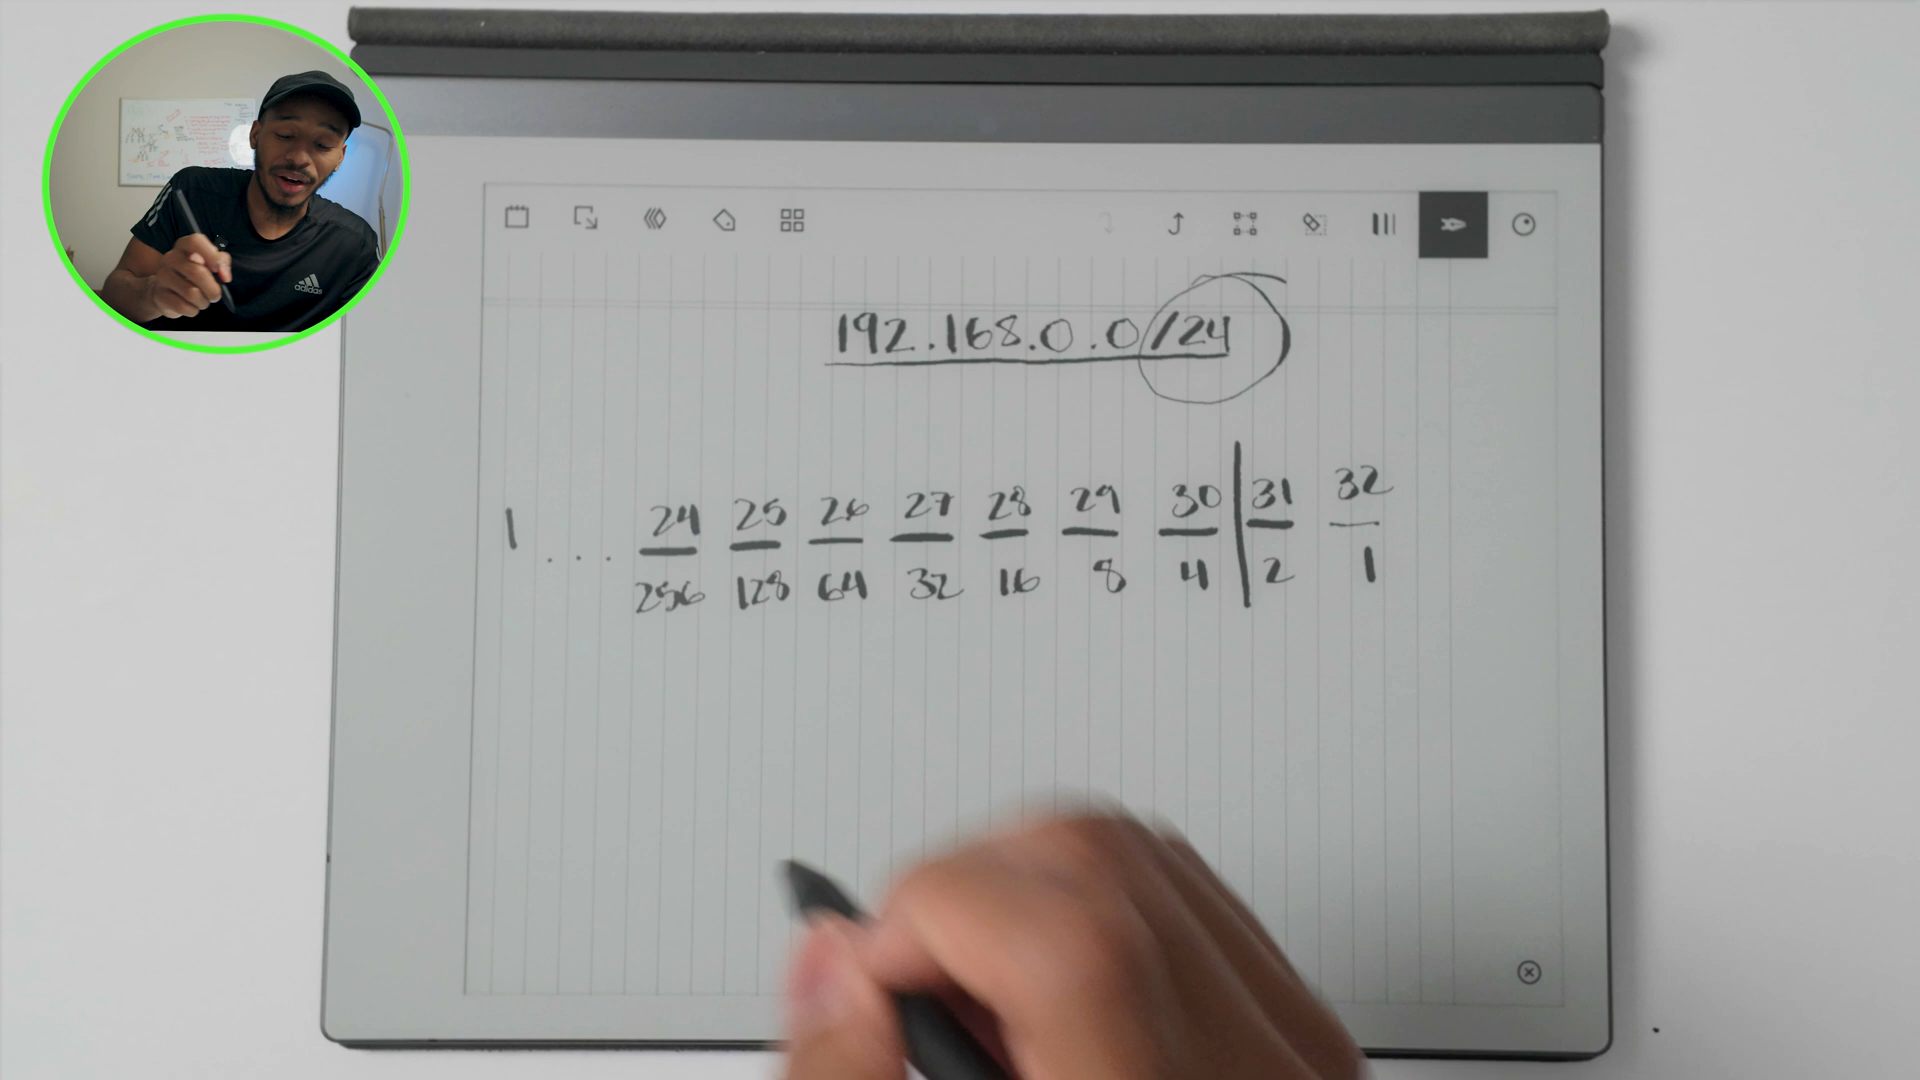 192.168.0.0/24
1 . . . 24 25 26 27 28 29 30 31 32
256 128 64 32 16 8 4 2 1
adidas